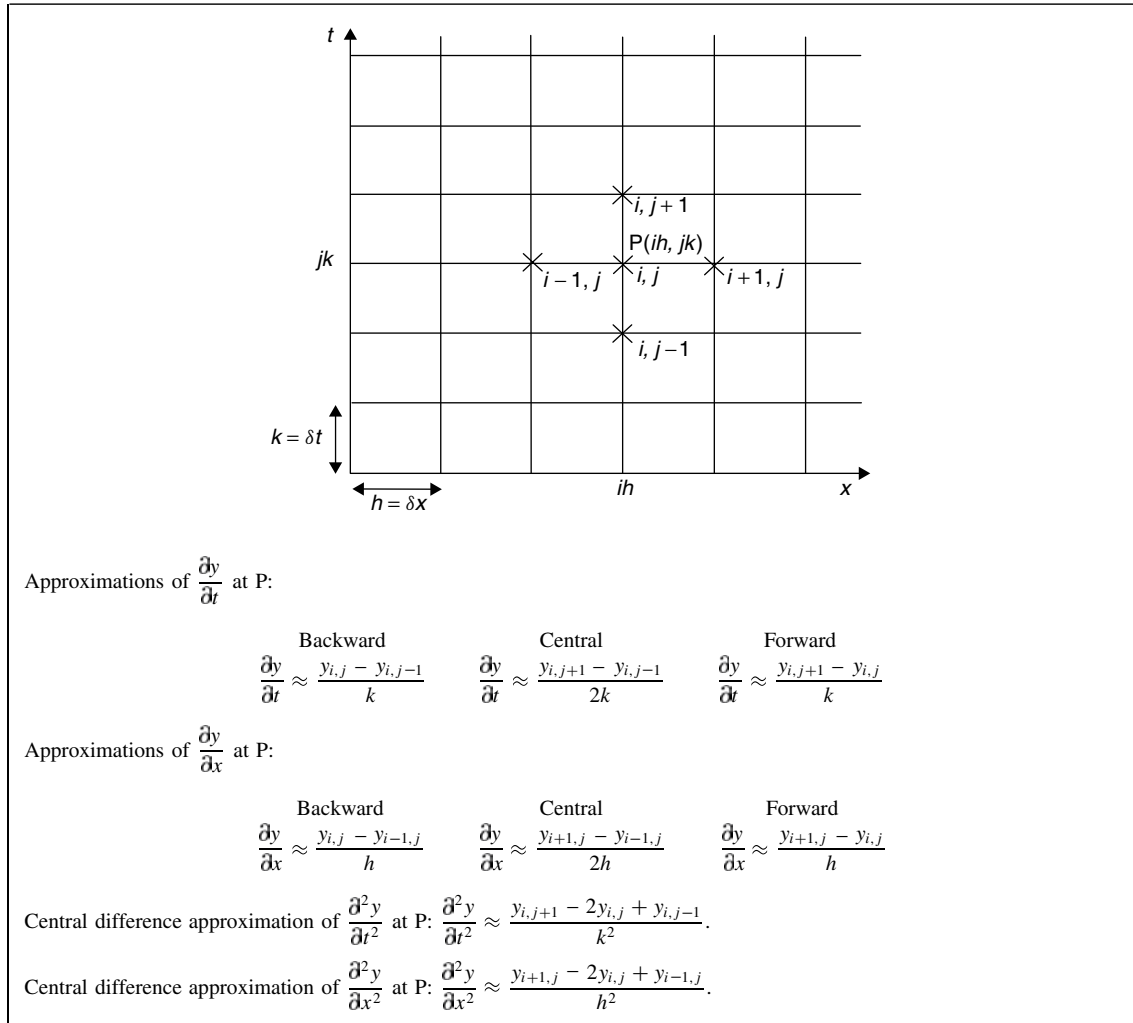 t
i, j + 1
P(ih, jk)
jk
i − 1, j
i, j
i + 1, j
i, j − 1
k = δt
ih
x
h = δx
Approximations of ∂y/∂t at P:
Backward Central Forward
∂y/∂t ≈ (y_{i,j} − y_{i,j−1})/k ∂y/∂t ≈ (y_{i,j+1} − y_{i,j−1})/2k ∂y/∂t ≈ (y_{i,j+1} − y_{i,j})/k
Approximations of ∂y/∂x at P:
Backward Central Forward
∂y/∂x ≈ (y_{i,j} − y_{i−1,j})/h ∂y/∂x ≈ (y_{i+1,j} − y_{i−1,j})/2h ∂y/∂x ≈ (y_{i+1,j} − y_{i,j})/h
Central difference approximation of ∂²y/∂t² at P: ∂²y/∂t² ≈ (y_{i,j+1} − 2y_{i,j} + y_{i,j−1})/k².
Central difference approximation of ∂²y/∂x² at P: ∂²y/∂x² ≈ (y_{i+1,j} − 2y_{i,j} + y_{i−1,j})/h².